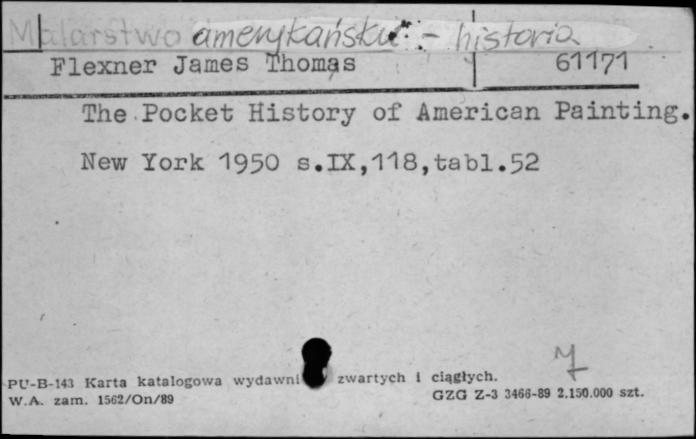 Malarstwo amerykańskie - historia
Flexner James Thomas 61171
The Pocket History of American Painting.
New York 1950 s.IX,118,tabl.52
PU-B-143 Karta katalogowa wydawni zwartych i ciągłych.
W.A. zam. 1562/On/89 GZG Z-3 3466-89 2.150.000 szt.